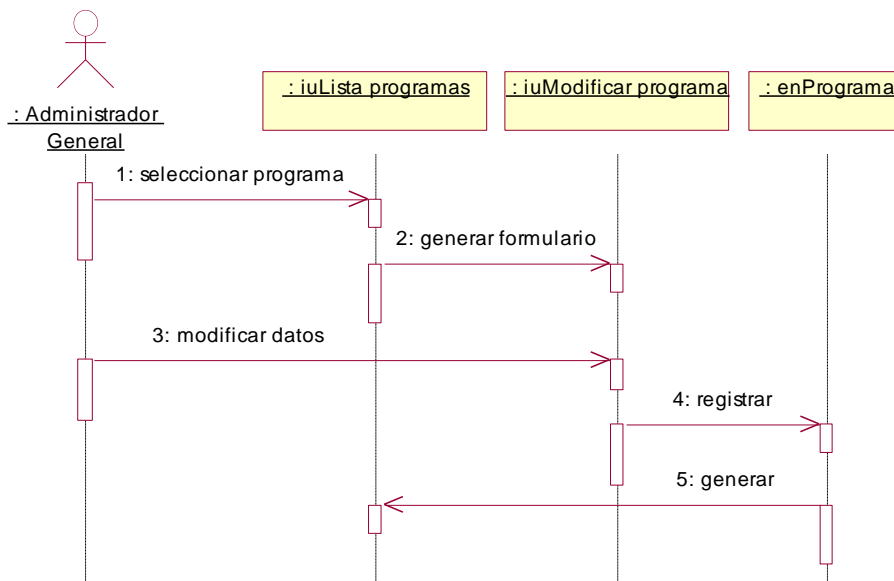 : Administrador
General
: iuLista programas
: iuModificar programa
: enPrograma
1: seleccionar programa
2: generar formulario
3: modificar datos
4: registrar
5: generar